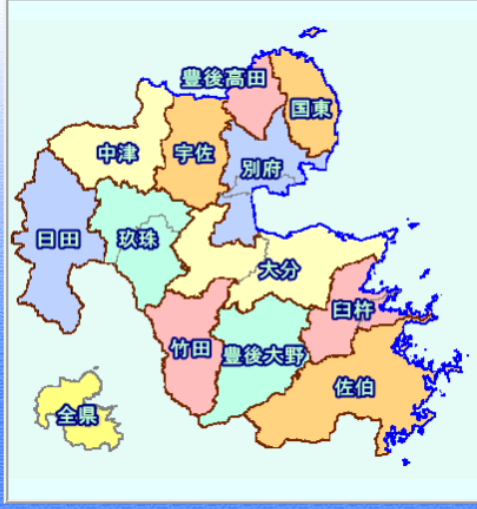 豊後高田
国東
中津
宇佐
別府
日田
玖珠
大分
臼杵
竹田
豊後大野
佐伯
全県